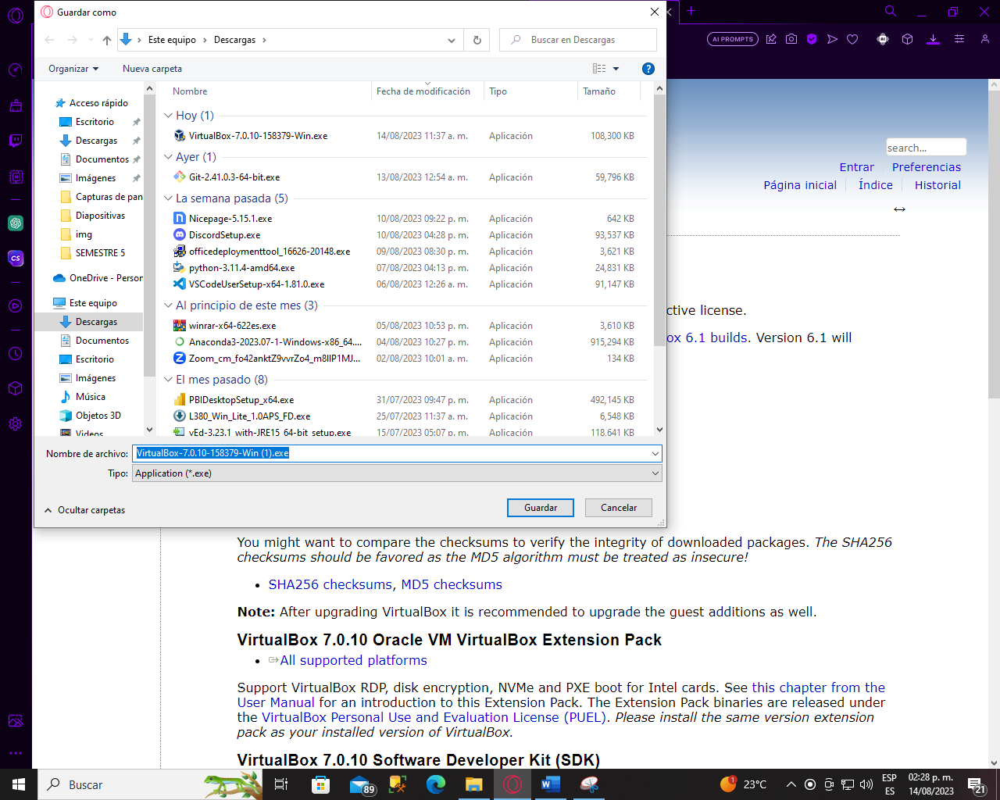 Guardar como
Este equipo > Descargas >
Buscar en Descargas
Organizar
Nueva carpeta
Acceso rápido
Escritorio
Descargas
Documentos
Imágenes
Capturas de pan
Diapositivas
img
SEMESTRE 5
OneDrive - Person
Este equipo
Descargas
Documentos
Escritorio
Imágenes
Música
Objetos 3D
Videos
Nombre Fecha de modificación Tipo Tamaño
Hoy (1)
VirtualBox-7.0.10-158379-Win.exe 14/08/2023 11:37 a. m. Aplicación 108,300 KB
Ayer (1)
Git-2.41.0.3-64-bit.exe 13/08/2023 12:54 a. m. Aplicación 59,796 KB
La semana pasada (5)
Nicepage-5.15.1.exe 10/08/2023 09:22 p. m. Aplicación 642 KB
DiscordSetup.exe 10/08/2023 04:28 p. m. Aplicación 93,537 KB
officedeploymenttool_16626-20148.exe 09/08/2023 08:30 p. m. Aplicación 3,621 KB
python-3.11.4-amd64.exe 07/08/2023 04:13 p. m. Aplicación 24,831 KB
VSCodeUserSetup-x64-1.81.0.exe 06/08/2023 12:26 a. m. Aplicación 91,147 KB
Al principio de este mes (3)
winrar-x64-622es.exe 05/08/2023 10:53 p. m. Aplicación 3,610 KB
Anaconda3-2023.07-1-Windows-x86_64.... 04/08/2023 10:27 p. m. Aplicación 915,294 KB
Zoom_cm_fo42anktZ9vvrZo4_m8IIP1MJ... 02/08/2023 10:01 a. m. Aplicación 134 KB
El mes pasado (8)
PBIDesktopSetup_x64.exe 31/07/2023 09:47 p. m. Aplicación 492,145 KB
L380_Win_Lite_1.0APS_FD.exe 25/07/2023 11:37 a. m. Aplicación 6,548 KB
yEd-3.23.1_with-JRE15_64-bit_setup.exe 15/07/2023 05:07 p. m. Aplicación 118,641 KB
Nombre de archivo: VirtualBox-7.0.10-158379-Win (1).exe
Tipo: Application (*.exe)
Ocultar carpetas
Guardar
Cancelar
AI PROMPTS
search...
Entrar Preferencias
Página inicial Índice Historial
ctive license.
ox 6.1 builds. Version 6.1 will
You might want to compare the checksums to verify the integrity of downloaded packages. The SHA256
checksums should be favored as the MD5 algorithm must be treated as insecure!
• SHA256 checksums, MD5 checksums
Note: After upgrading VirtualBox it is recommended to upgrade the guest additions as well.
VirtualBox 7.0.10 Oracle VM VirtualBox Extension Pack
• All supported platforms
Support VirtualBox RDP, disk encryption, NVMe and PXE boot for Intel cards. See this chapter from the
User Manual for an introduction to this Extension Pack. The Extension Pack binaries are released under
the VirtualBox Personal Use and Evaluation License (PUEL). Please install the same version extension
pack as your installed version of VirtualBox.
VirtualBox 7.0.10 Software Developer Kit (SDK)
CS
Buscar
89
W
1
23°C
ESP
ES
02:28 p. m.
14/08/2023
21